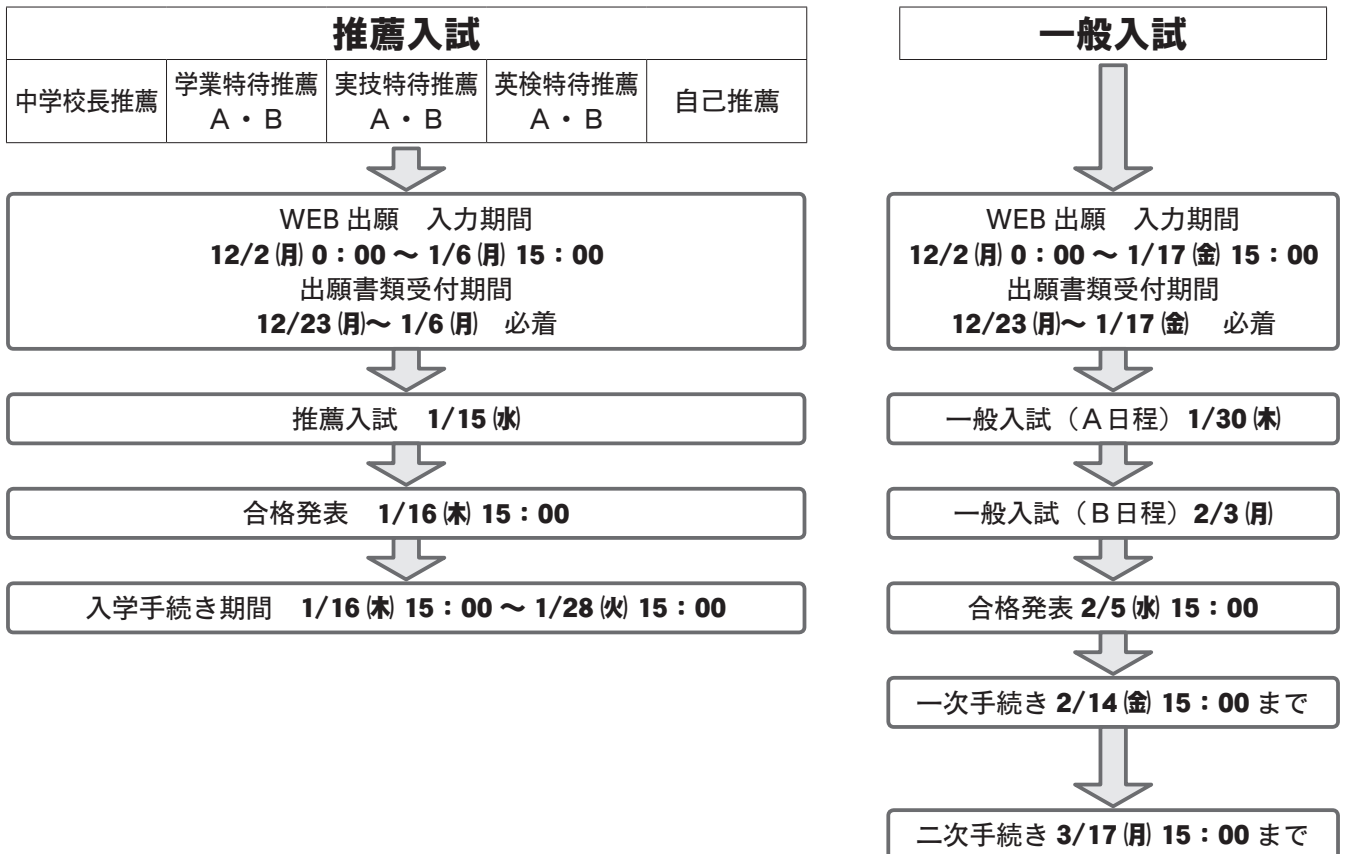 推薦入試
中学校長推薦
学業特待推薦
A・B
実技特待推薦
A・B
英検特待推薦
A・B
自己推薦
WEB 出願　入力期間
12/2㈪ 0：00 ～ 1/6㈪ 15：00
出願書類受付期間
12/23㈪～ 1/6㈪　必着
推薦入試　1/15㈬
合格発表　1/16㈭ 15：00
入学手続き期間　1/16㈭ 15：00 ～ 1/28㈫ 15：00
一般入試
WEB 出願　入力期間
12/2㈪ 0：00 ～ 1/17㈮ 15：00
出願書類受付期間
12/23㈪～ 1/17㈮　必着
一般入試（A日程）1/30㈭
一般入試（B日程）2/3㈪
合格発表 2/5㈬ 15：00
一次手続き 2/14㈮ 15：00 まで
二次手続き 3/17㈪ 15：00 まで